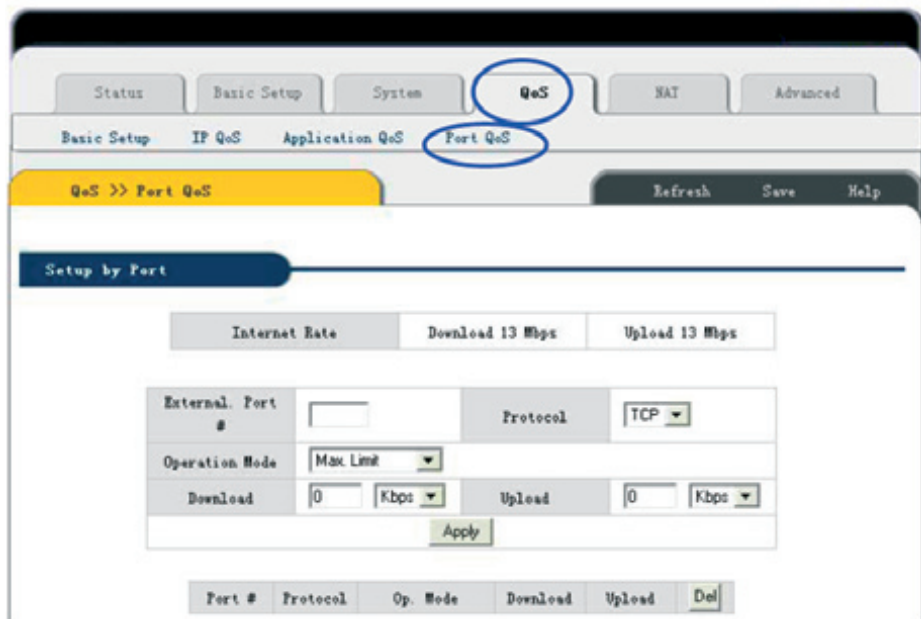 Status Basic Setup System QoS NAT Advanced
Basic Setup IP QoS Application QoS Port QoS
QoS >> Port QoS Refresh Save Help
Setup by Port
Internet Rate Download 13 Mbps Upload 13 Mbps
External. Port # Protocol TCP
Operation Mode Max. Limit
Download 0 Kbps Upload 0 Kbps
Apply
Port # Protocol Op. Mode Download Upload Del